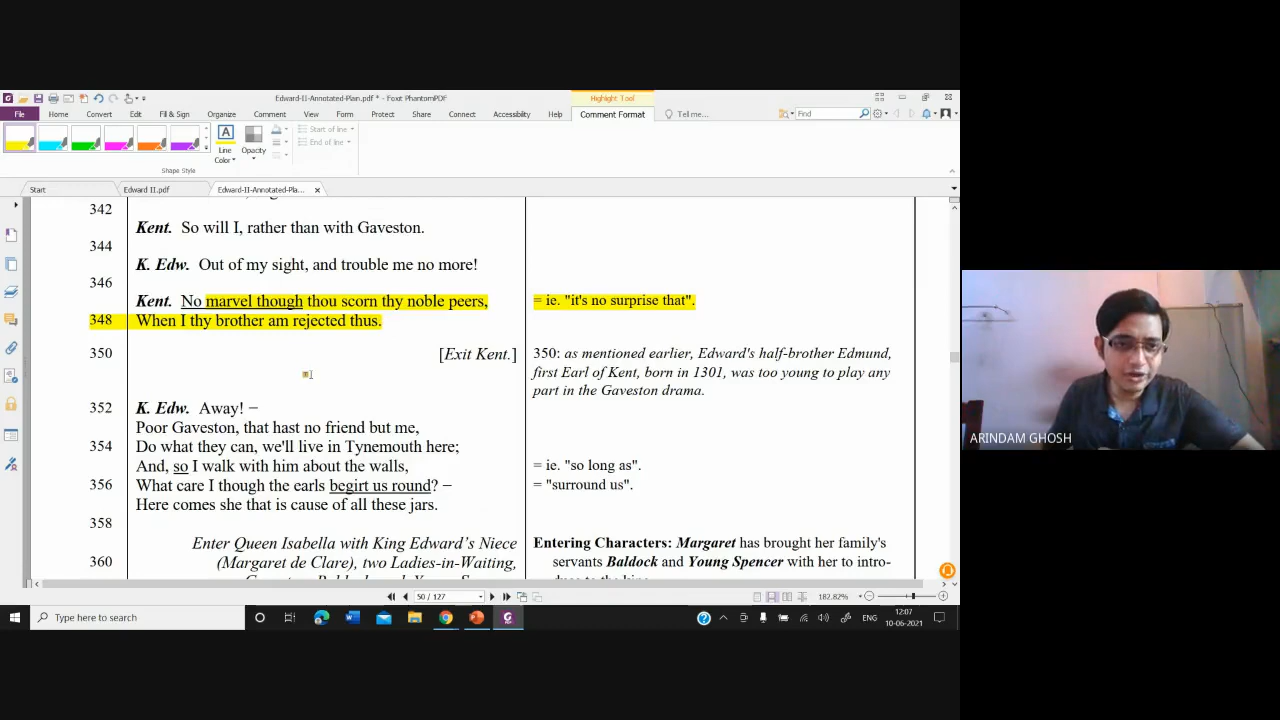 Edward-II-Annotated-Plan.pdf * - Foxit PhantomPDF
Highlight Tool
File Home Convert Edit Organize Fill & Sign Comment View Form Protect Share Connect Accessibility Help Comment Format Tell me... Find
Start of line
End of line
Line Color
Opacity
Shape Style
Start
Edward II.pdf
Edward-II-Annotated-Pla...
342
Kent. So will I, rather than with Gaveston.
344
K. Edw. Out of my sight, and trouble me no more!
346
Kent. No marvel though thou scorn thy noble peers, = ie. "it's no surprise that".
348 When I thy brother am rejected thus.
350 [Exit Kent.] 350: as mentioned earlier, Edward's half-brother Edmund,
first Earl of Kent, born in 1301, was too young to play any
part in the Gaveston drama.
352 K. Edw. Away! −
Poor Gaveston, that hast no friend but me,
354 Do what they can, we'll live in Tynemouth here;
And, so I walk with him about the walls, = ie. "so long as".
356 What care I though the earls begirt us round? − = "surround us".
Here comes she that is cause of all these jars.
358
Enter Queen Isabella with King Edward's Niece Entering Characters: Margaret has brought her family's
360 (Margaret de Clare), two Ladies-in-Waiting, servants Baldock and Young Spencer with her to intro-
50 / 127
182.82%
Type here to search
ENG
12:07
10-06-2021
ARINDAM GHOSH